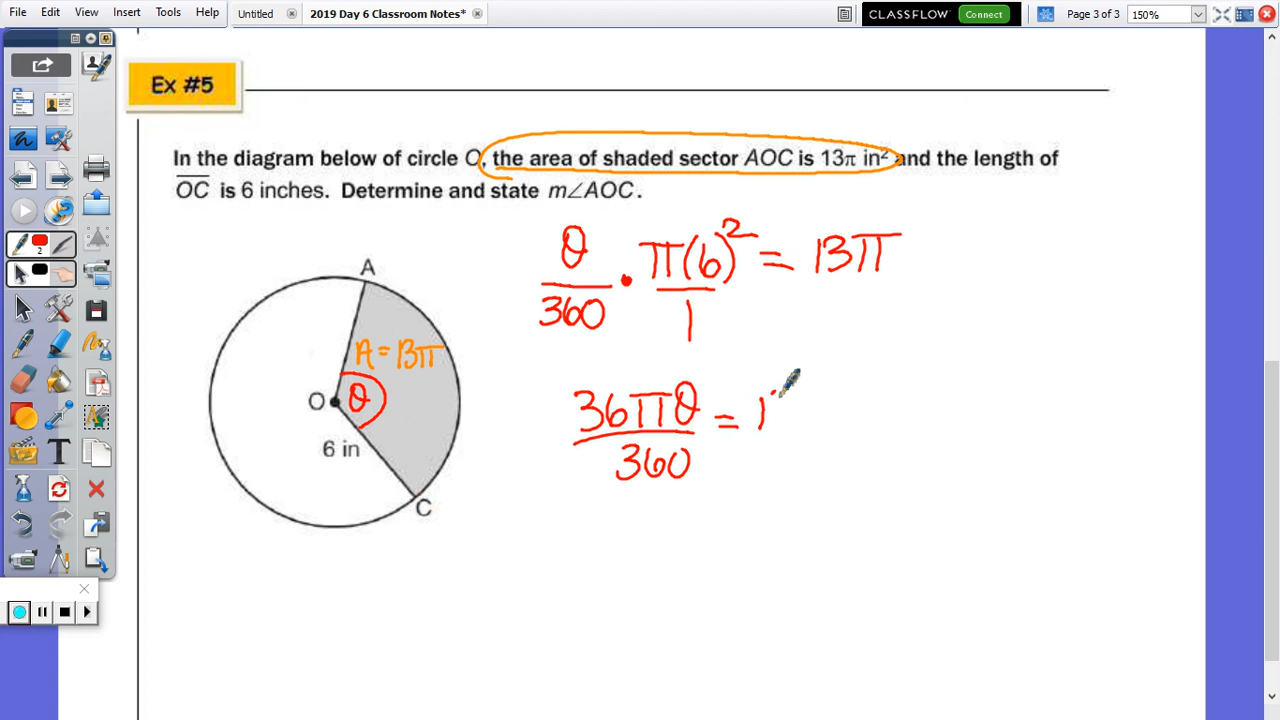 File Edit View Insert Tools Help
Untitled
2019 Day 6 Classroom Notes*
CLASSFLOW Connect
Page 3 of 3
150%
2
Ex #5
In the diagram below of circle O, the area of shaded sector AOC is 13π in² and the length of
O̅C̅ is 6 inches. Determine and state m∠AOC.
θ/360 • π(6)²/1 = 13π
A
A = 13π
O
θ
6 in
C
36πθ/360 = 1
T